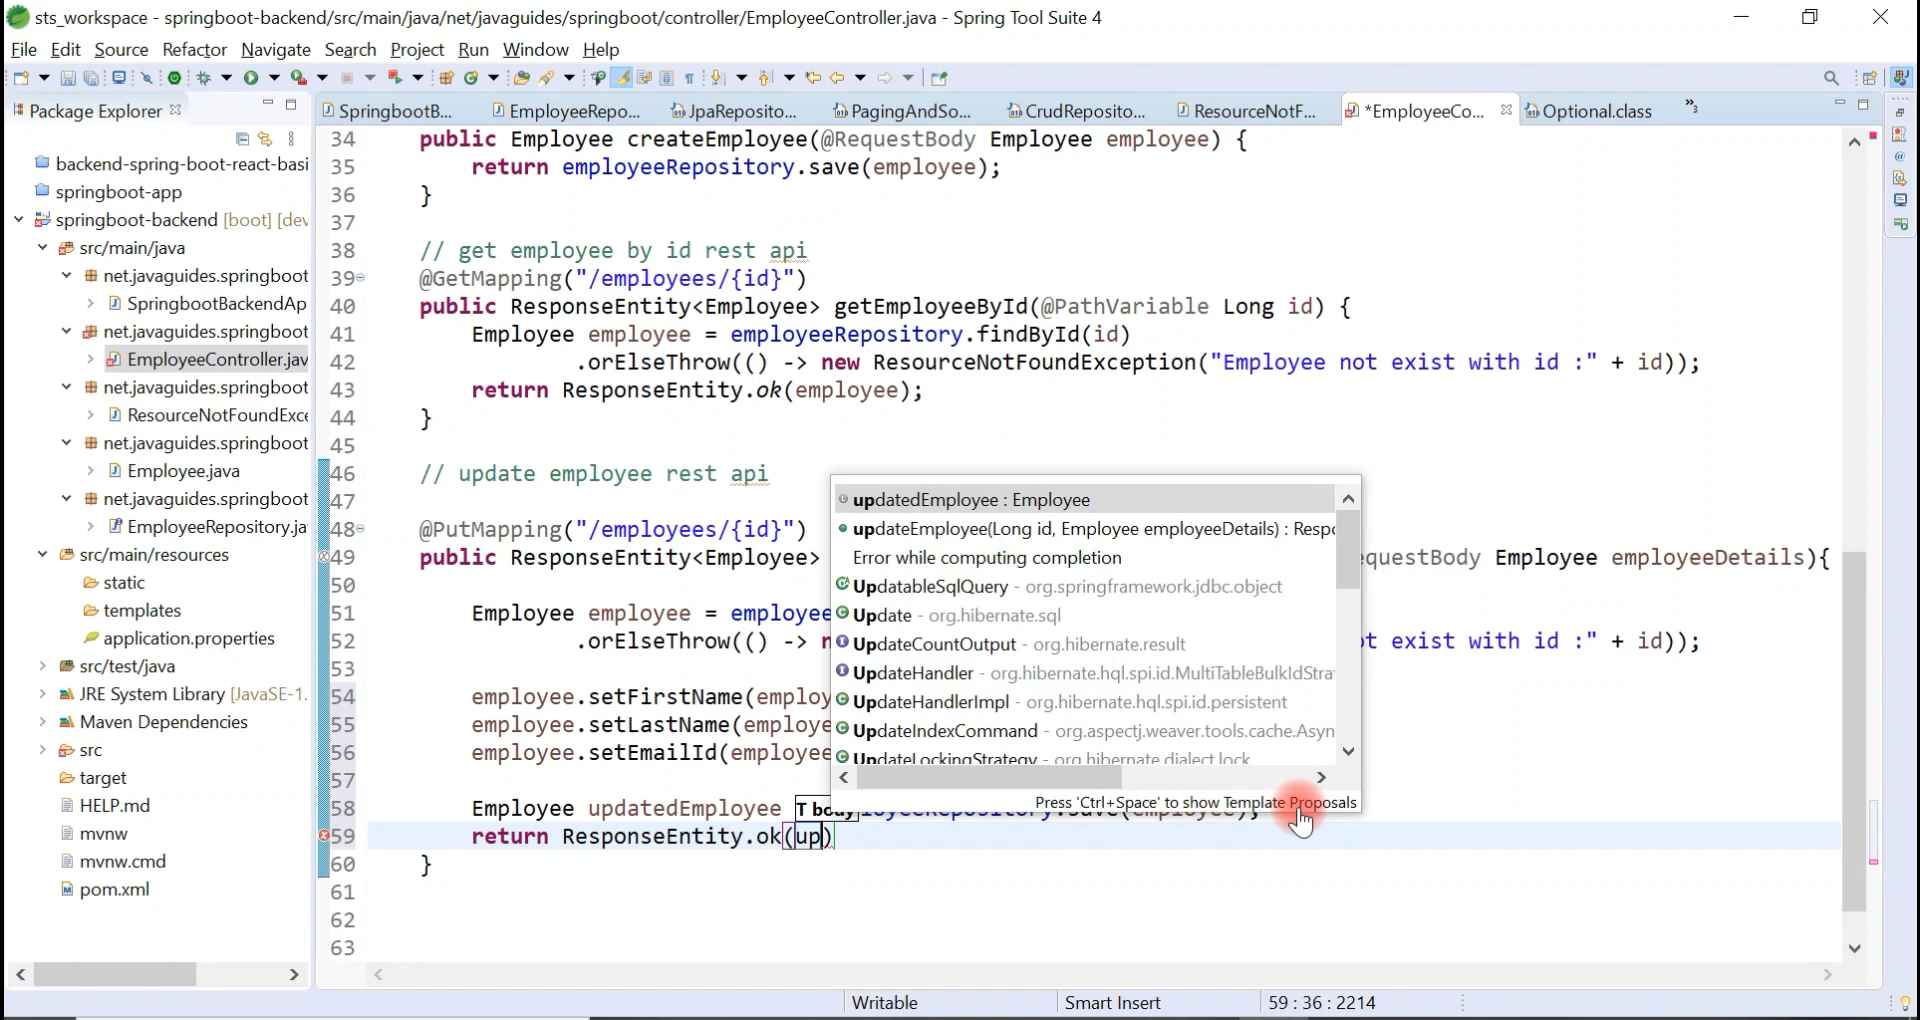 sts_workspace - springboot-backend/src/main/java/net/javaguides/springboot/controller/EmployeeController.java - Spring Tool Suite 4
File Edit Source Refactor Navigate Search Project Run Window Help
Package Explorer
SpringbootB... EmployeeRepo... JpaReposito... PagingAndSo... CrudReposito... ResourceNotF... *EmployeeCo... Optional.class »3
backend-spring-boot-react-basi
springboot-app
springboot-backend [boot] [dev
src/main/java
net.javaguides.springboot
SpringbootBackendAp
net.javaguides.springboot
EmployeeController.jav
net.javaguides.springboot
ResourceNotFoundExce
net.javaguides.springboot
Employee.java
net.javaguides.springboot
EmployeeRepository.ja
src/main/resources
static
templates
application.properties
src/test/java
JRE System Library [JavaSE-1.
Maven Dependencies
src
target
HELP.md
mvnw
mvnw.cmd
pom.xml
34 public Employee createEmployee(@RequestBody Employee employee) {
35 return employeeRepository.save(employee);
36 }
37
38 // get employee by id rest api
39 @GetMapping("/employees/{id}")
40 public ResponseEntity<Employee> getEmployeeById(@PathVariable Long id) {
41 Employee employee = employeeRepository.findById(id)
42 .orElseThrow(() -> new ResourceNotFoundException("Employee not exist with id :" + id));
43 return ResponseEntity.ok(employee);
44 }
45
46 // update employee rest api
47
48 @PutMapping("/employees/{id}")
49 public ResponseEntity<Employee> questBody Employee employeeDetails){
50
51 Employee employee = employee
52 .orElseThrow(() -> n t exist with id :" + id));
53
54 employee.setFirstName(employ
55 employee.setLastName(employe
56 employee.setEmailId(employee
57
58 Employee updatedEmployee loyeeRepository.save(employee);
59 return ResponseEntity.ok(up)
60 }
61
62
63
updatedEmployee : Employee
updateEmployee(Long id, Employee employeeDetails) : Respo
Error while computing completion
UpdatableSqlQuery - org.springframework.jdbc.object
Update - org.hibernate.sql
UpdateCountOutput - org.hibernate.result
UpdateHandler - org.hibernate.hql.spi.id.MultiTableBulkIdStra
UpdateHandlerImpl - org.hibernate.hql.spi.id.persistent
UpdateIndexCommand - org.aspectj.weaver.tools.cache.Asyn
UpdateLockingStrategy - org.hibernate.dialect.lock
Press 'Ctrl+Space' to show Template Proposals
T body
Writable Smart Insert 59 : 36 : 2214